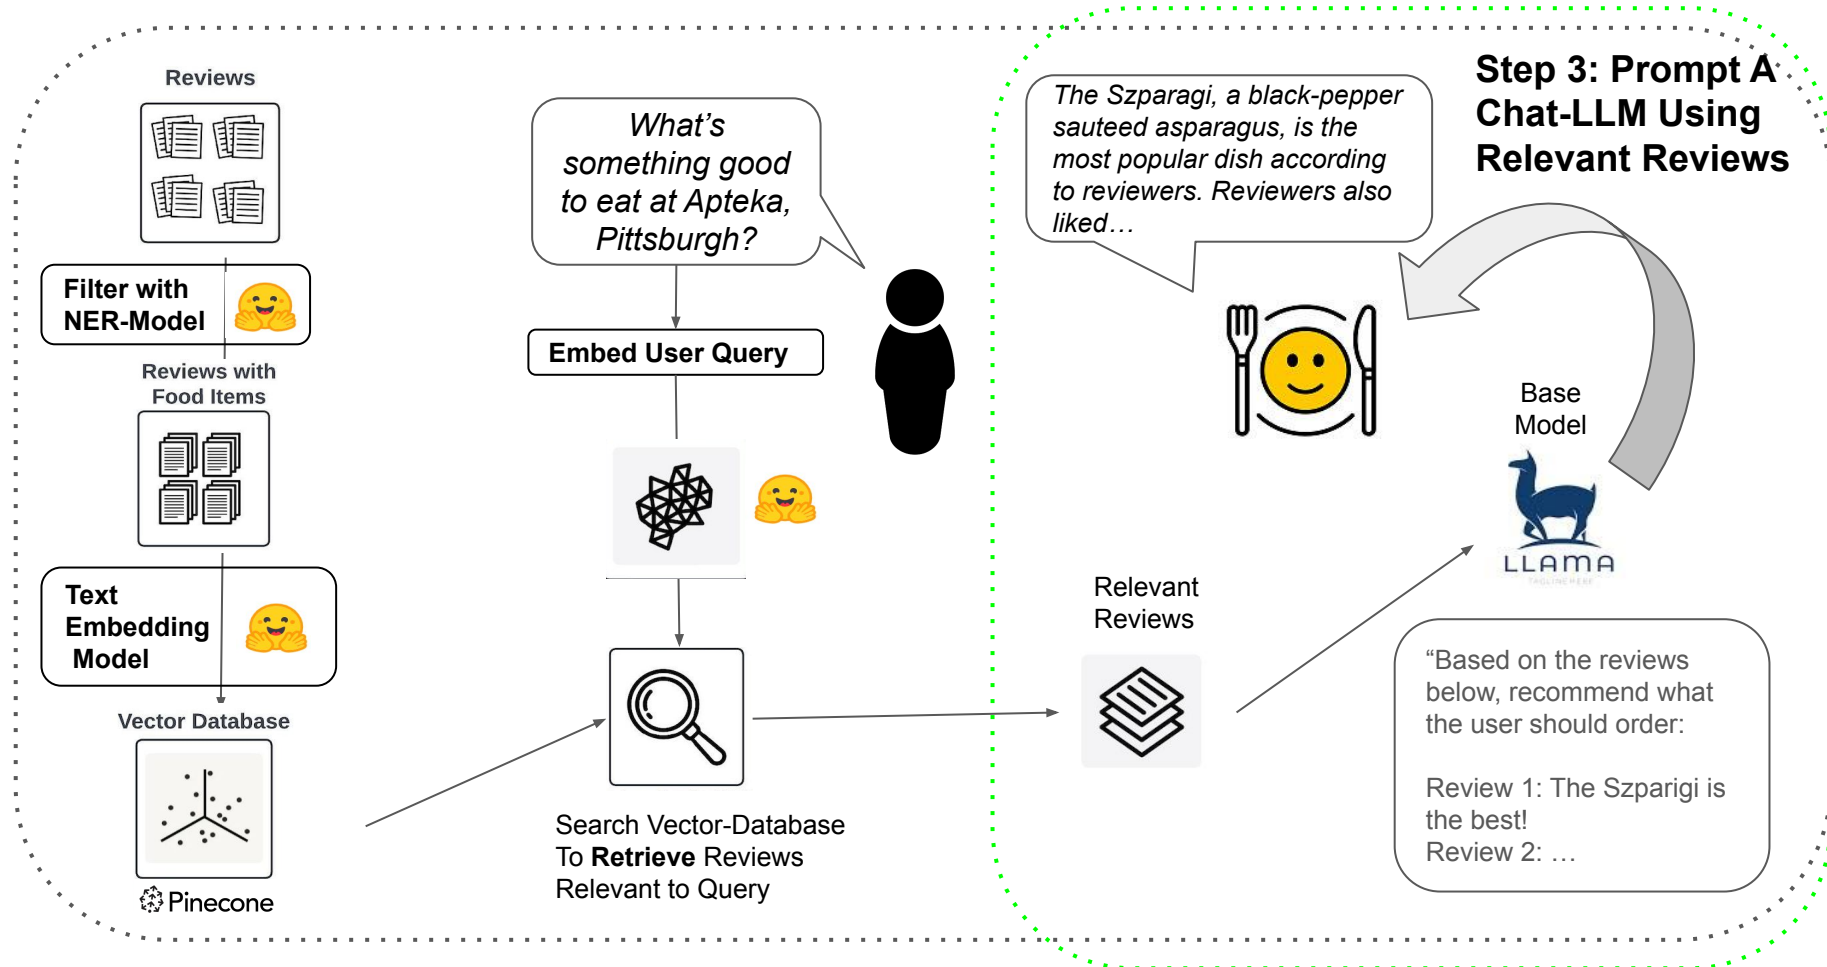 Reviews
Filter with
NER-Model
Reviews with
Food Items
Text
Embedding
Model
Vector Database
Pinecone
What's
something good
to eat at Apteka,
Pittsburgh?
Embed User Query
Search Vector-Database
To Retrieve Reviews
Relevant to Query
Step 3: Prompt A
Chat-LLM Using
Relevant Reviews
The Szparagi, a black-pepper
sauteed asparagus, is the
most popular dish according
to reviewers. Reviewers also
liked…
Relevant
Reviews
Base
Model
LLAMA
TAGLINE HERE
“Based on the reviews
below, recommend what
the user should order:
Review 1: The Szparigi is
the best!
Review 2: …